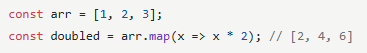 const arr = [1, 2, 3];
const doubled = arr.map(x => x * 2); // [2, 4, 6]